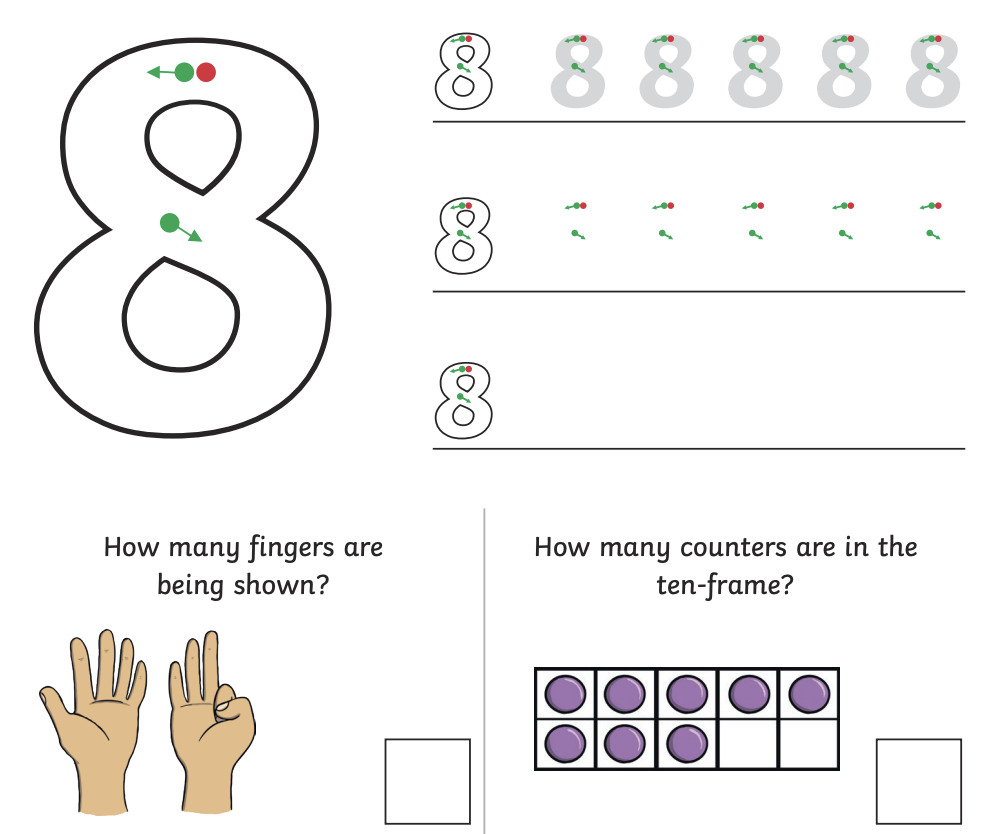 8
8 8 8 8 8 8
8
8
How many fingers are
being shown?
How many counters are in the
ten-frame?